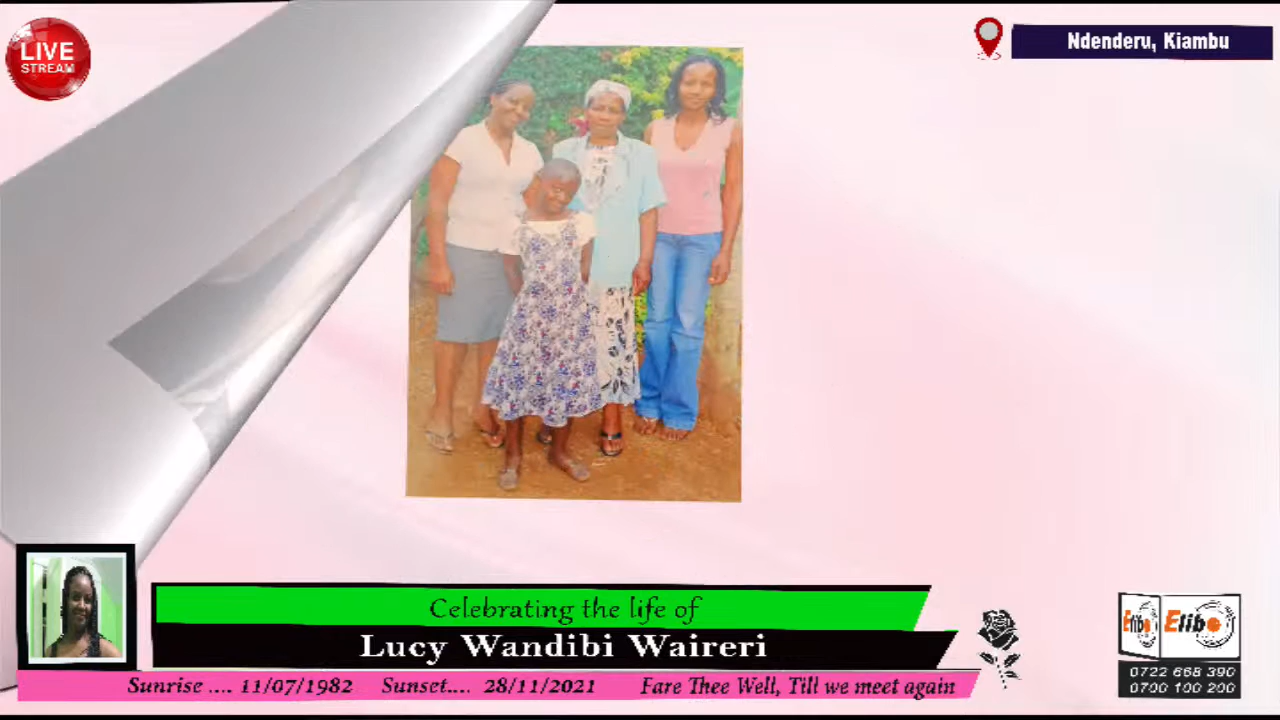 LIVE
STREAM
Ndenderu, Kiambu
Celebrating the life of
Lucy Wandibi Waireri
Sunrise .... 11/07/1982 Sunset.... 28/11/2021 Fare Thee Well, Till we meet again
Elibo Elibo
0722 668 390
0700 100 200